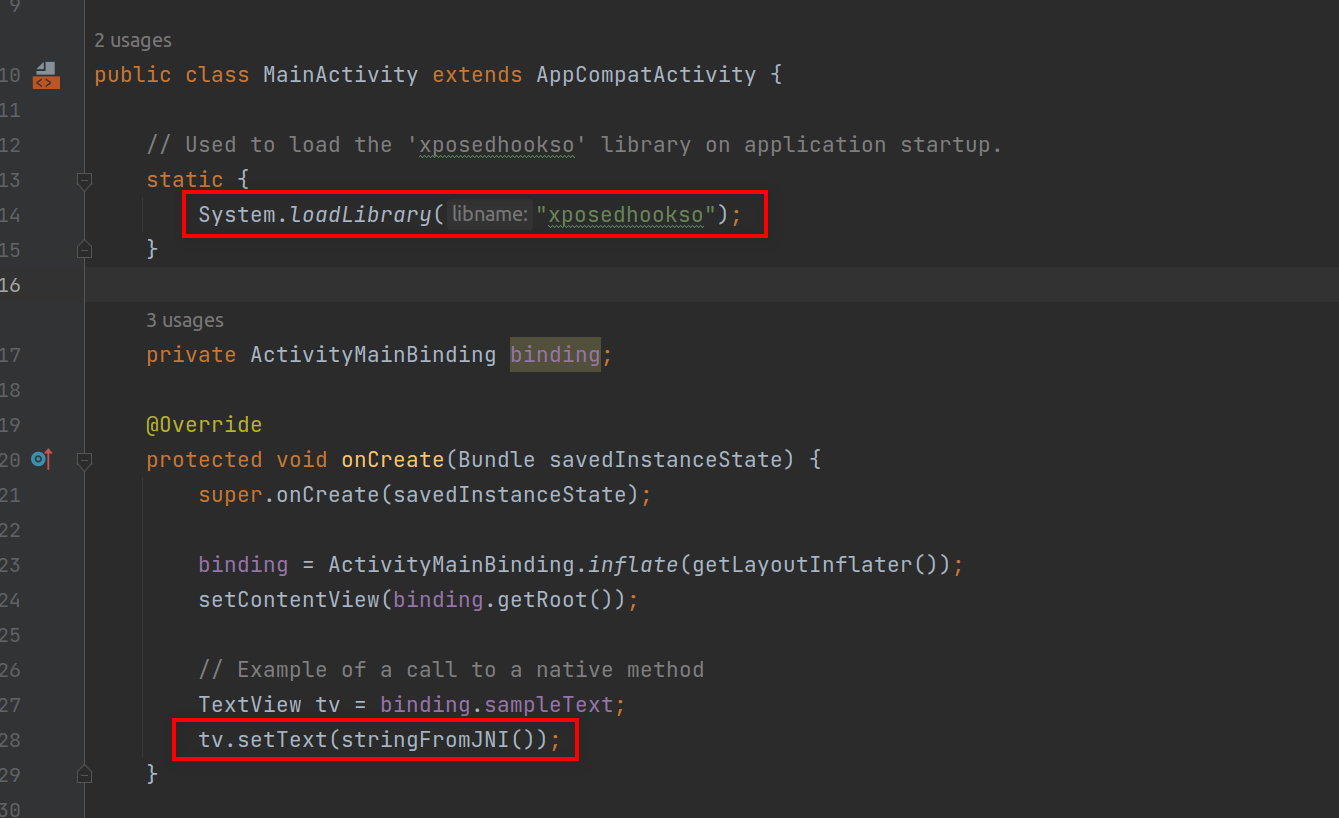 9
2 usages
10 public class MainActivity extends AppCompatActivity {
11
12 // Used to load the 'xposedhookso' library on application startup.
13 static {
14 System.loadLibrary( libname: "xposedhookso");
15 }
16
3 usages
17 private ActivityMainBinding binding;
18
19 @Override
20 protected void onCreate(Bundle savedInstanceState) {
21 super.onCreate(savedInstanceState);
22
23 binding = ActivityMainBinding.inflate(getLayoutInflater());
24 setContentView(binding.getRoot());
25
26 // Example of a call to a native method
27 TextView tv = binding.sampleText;
28 tv.setText(stringFromJNI());
29 }
30